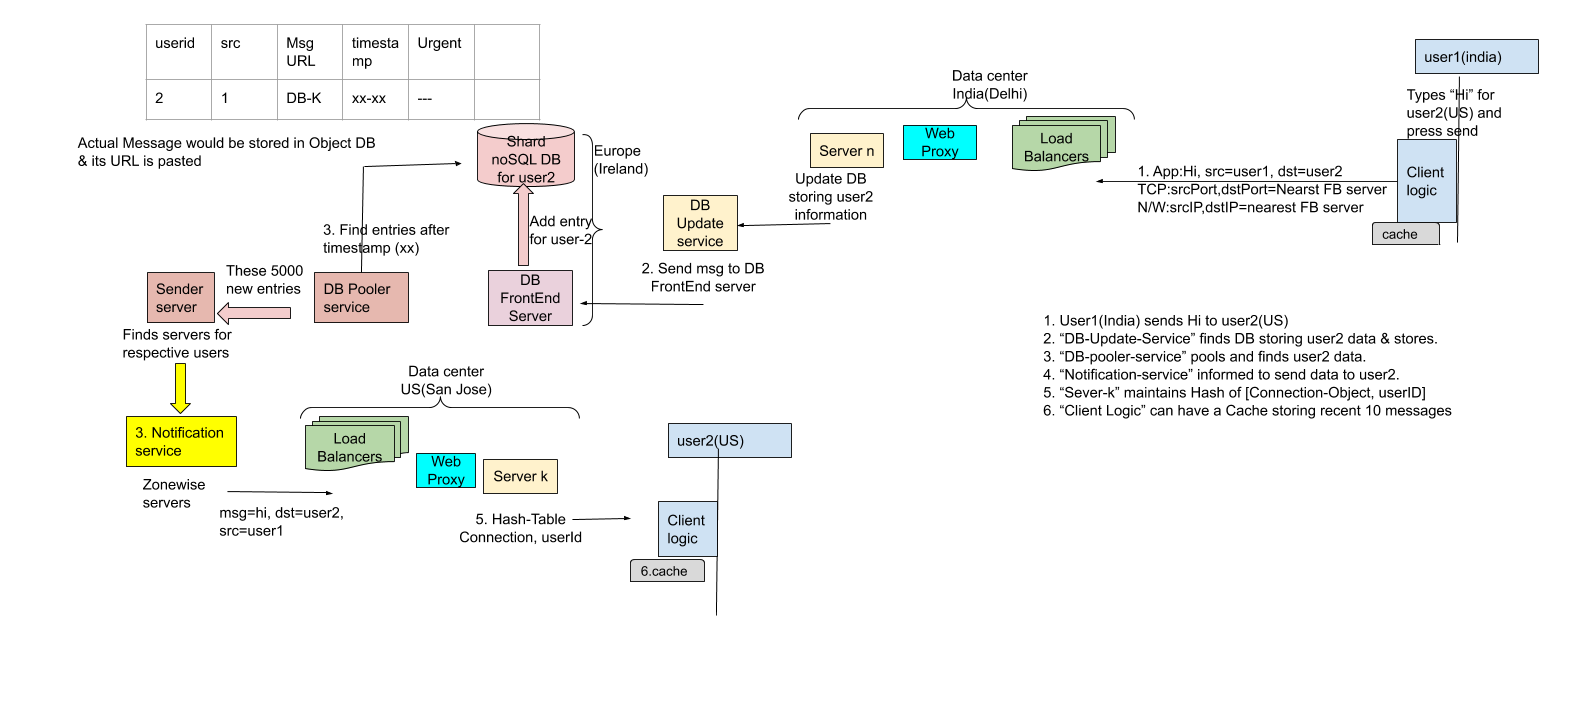 userid src Msg URL timesta mp Urgent
2 1 DB-K xx-xx ---
Actual Message would be stored in Object DB
& its URL is pasted
Shard
noSQL DB
for user2
Europe
(Ireland)
Add entry
for user-2
DB
FrontEnd
Server
3. Find entries after
timestamp (xx)
DB Pooler
service
These 5000
new entries
Sender
server
Finds servers for
respective users
3. Notification
service
Zonewise
servers
msg=hi, dst=user2,
src=user1
Data center
US(San Jose)
Load
Balancers
Web
Proxy
Server k
5. Hash-Table
Connection, userId
user2(US)
Client
logic
6.cache
Data center
India(Delhi)
Server n
Web
Proxy
Load
Balancers
Update DB
storing user2
information
DB
Update
service
2. Send msg to DB
FrontEnd server
user1(india)
Types “Hi” for
user2(US) and
press send
Client
logic
cache
1. App:Hi, src=user1, dst=user2
TCP:srcPort,dstPort=Nearst FB server
N/W:srcIP,dstIP=nearest FB server
1. User1(India) sends Hi to user2(US)
2. “DB-Update-Service” finds DB storing user2 data & stores.
3. “DB-pooler-service” pools and finds user2 data.
4. “Notification-service” informed to send data to user2.
5. “Sever-k” maintains Hash of [Connection-Object, userID]
6. “Client Logic” can have a Cache storing recent 10 messages